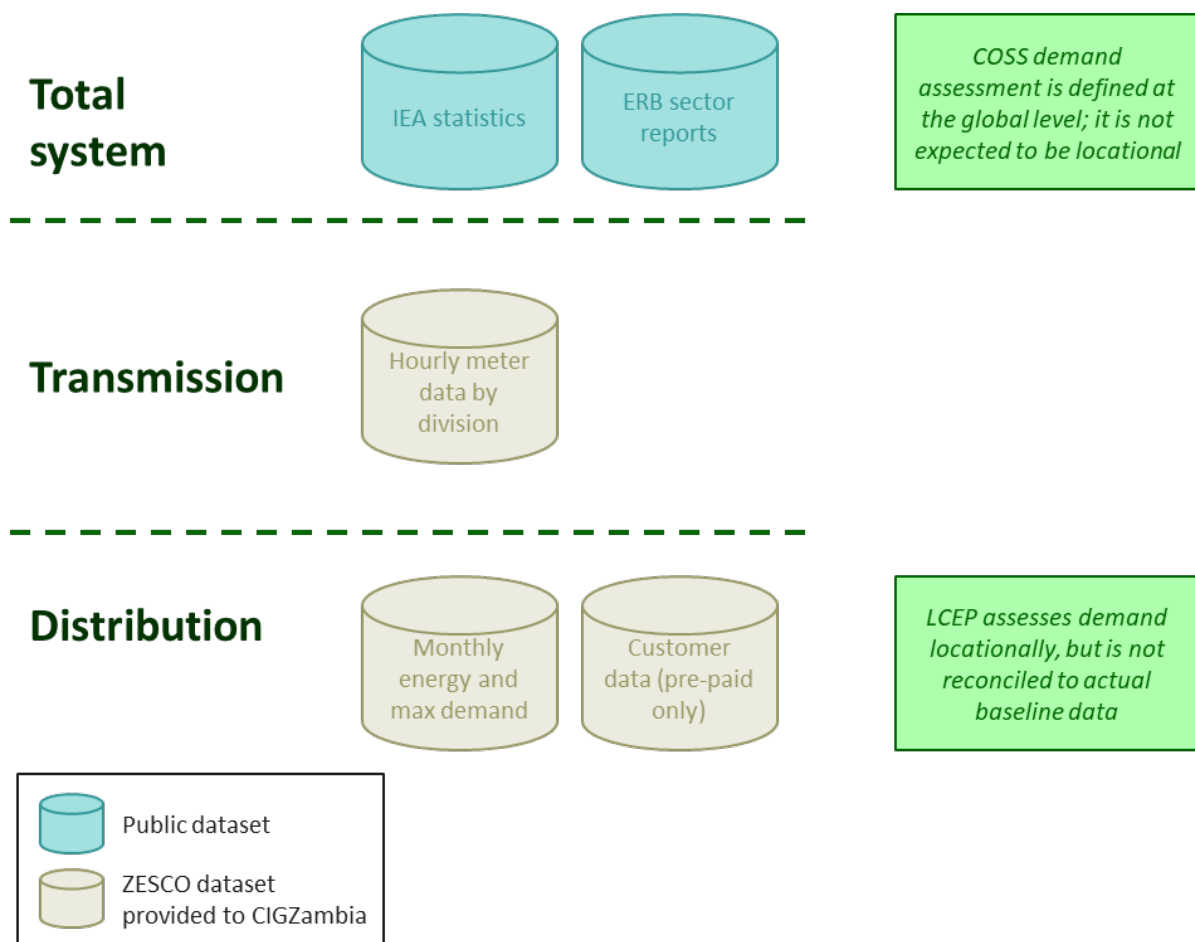 Total
system
IEA statistics
ERB sector
reports
COSS demand
assessment is defined at
the global level; it is not
expected to be locational
Transmission
Hourly meter
data by
division
Distribution
Monthly
energy and
max demand
Customer
data (pre-paid
only)
LCEP assesses demand
locationally, but is not
reconciled to actual
baseline data
Public dataset
ZESCO dataset
provided to CIGZambia